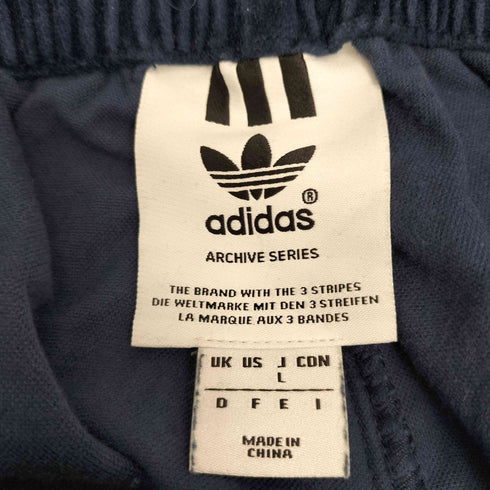 adidas®
ARCHIVE SERIES
THE BRAND WITH THE 3 STRIPES
DIE WELTMARKE MIT DEN 3 STREIFEN
LA MARQUE AUX 3 BANDES
UK US J CDN
L
D F E I
MADE IN
CHINA